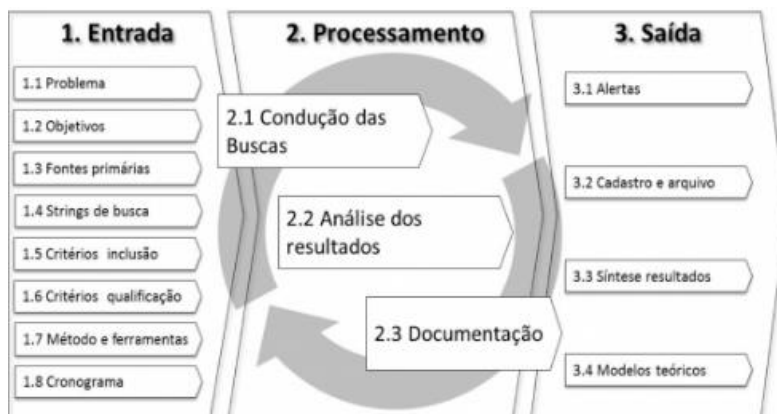 1. Entrada
1.1 Problema
1.2 Objetivos
1.3 Fontes primárias
1.4 Strings de busca
1.5 Critérios inclusão
1.6 Critérios qualificação
1.7 Método e ferramentas
1.8 Cronograma
2. Processamento
2.1 Condução das
Buscas
2.2 Análise dos
resultados
2.3 Documentação
3. Saída
3.1 Alertas
3.2 Cadastro e arquivo
3.3 Síntese resultados
3.4 Modelos teóricos